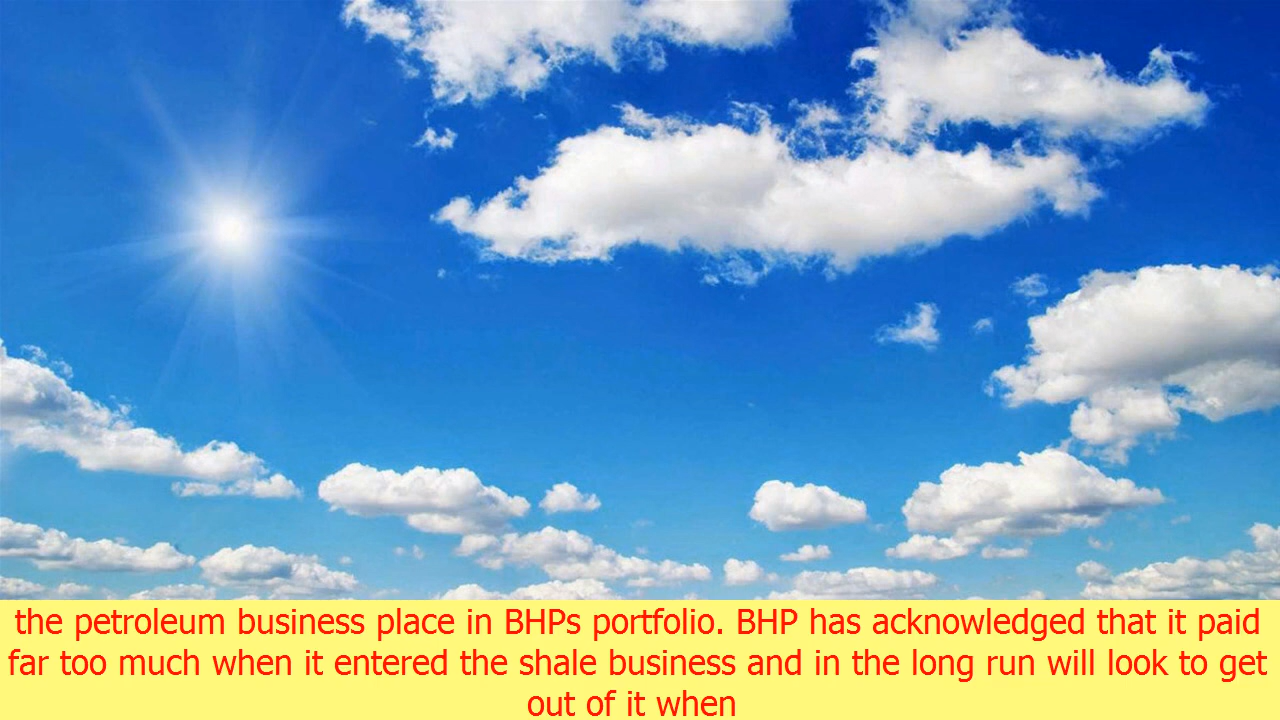 the petroleum business place in BHPs portfolio. BHP has acknowledged that it paid
far too much when it entered the shale business and in the long run will look to get
out of it when